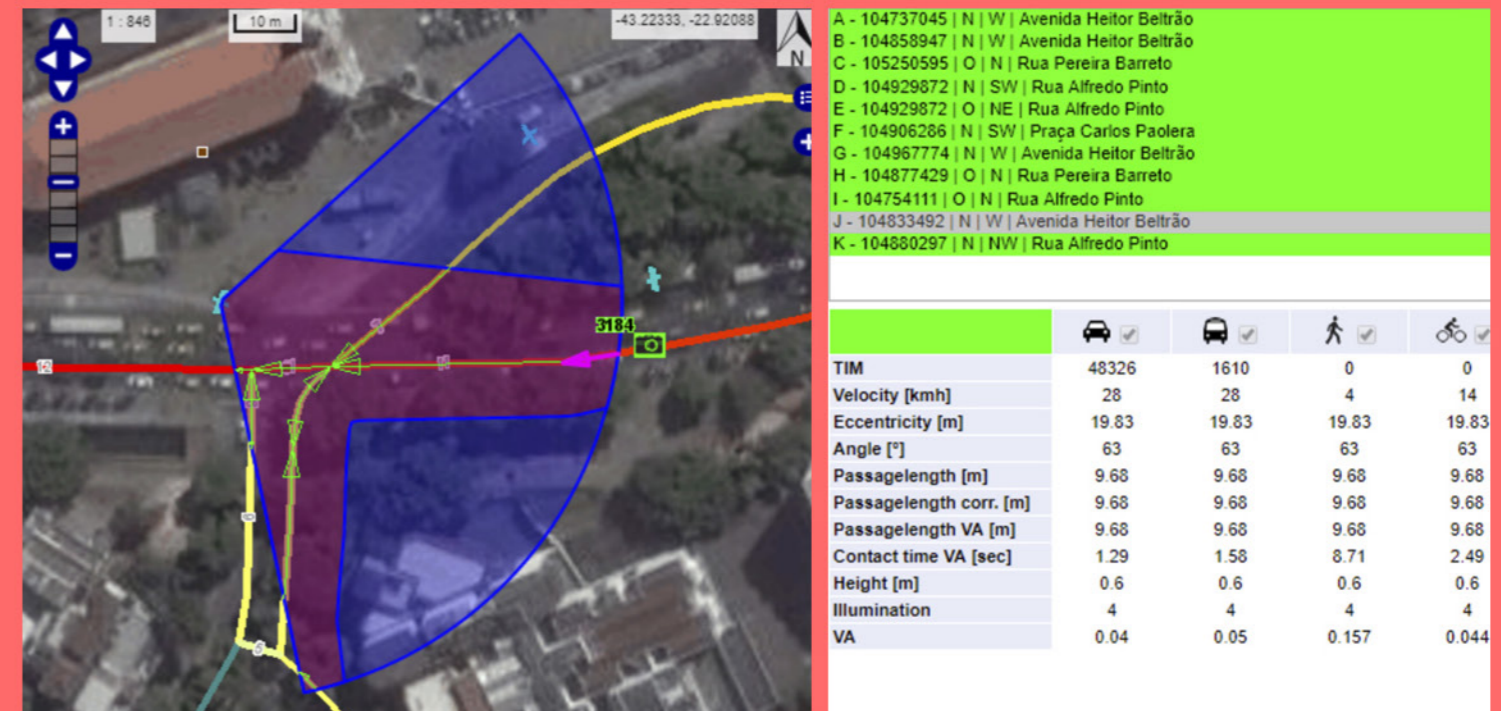 1 : 846
10 m
-43.22333, -22.92088
N
3184
12
6
5
A - 104737045 | N | W | Avenida Heitor Beltrão
B - 104858947 | N | W | Avenida Heitor Beltrão
C - 105250595 | O | N | Rua Pereira Barreto
D - 104929872 | N | SW | Rua Alfredo Pinto
E - 104929872 | O | NE | Rua Alfredo Pinto
F - 104906286 | N | SW | Praça Carlos Paolera
G - 104967774 | N | W | Avenida Heitor Beltrão
H - 104877429 | O | N | Rua Pereira Barreto
I - 104754111 | O | N | Rua Alfredo Pinto
J - 104833492 | N | W | Avenida Heitor Beltrão
K - 104880297 | N | NW | Rua Alfredo Pinto
TIM 48326 1610 0 0
Velocity [kmh] 28 28 4 14
Eccentricity [m] 19.83 19.83 19.83 19.83
Angle [º] 63 63 63 63
Passagelength [m] 9.68 9.68 9.68 9.68
Passagelength corr. [m] 9.68 9.68 9.68 9.68
Passagelength VA [m] 9.68 9.68 9.68 9.68
Contact time VA [sec] 1.29 1.58 8.71 2.49
Height [m] 0.6 0.6 0.6 0.6
Illumination 4 4 4 4
VA 0.04 0.05 0.157 0.044